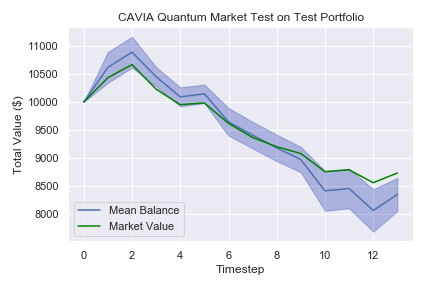 CAVIA Quantum Market Test on Test Portfolio
11000
10500
10000
9500
9000
8500
8000
Total Value ($)
Mean Balance
Market Value
0 2 4 6 8 10 12
Timestep